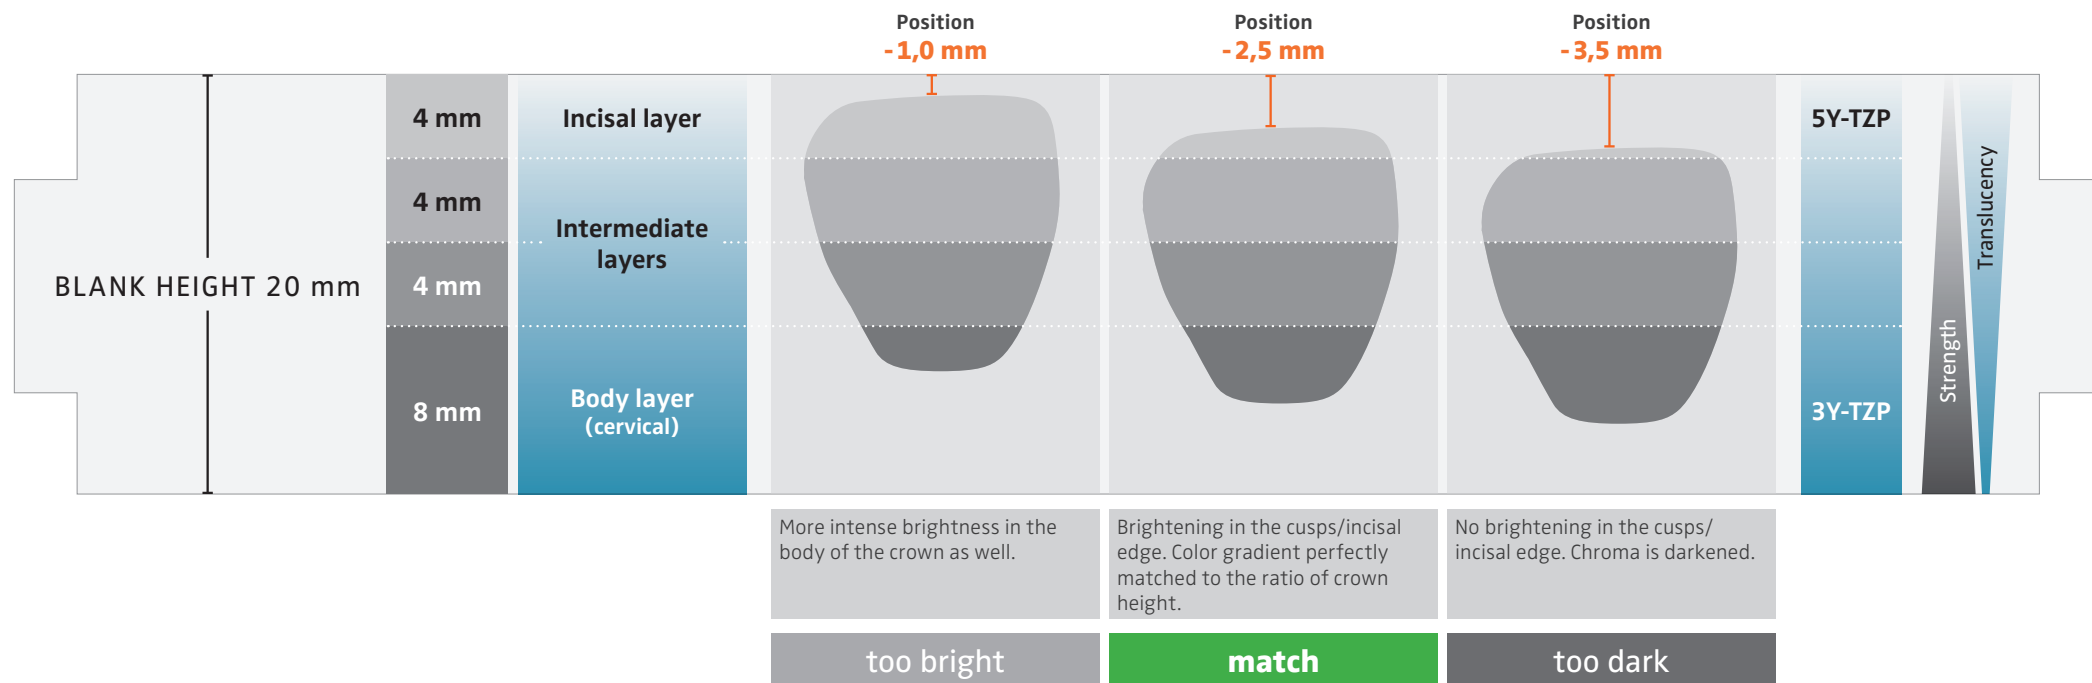 Position
-1,0 mm
Position
-2,5 mm
Position
-3,5 mm
BLANK HEIGHT 20 mm
4 mm
4 mm
4 mm
8 mm
Incisal layer
Intermediate
layers
Body layer
(cervical)
5Y-TZP
3Y-TZP
Strength
Translucency
More intense brightness in the
body of the crown as well.
Brightening in the cusps/incisal
edge. Color gradient perfectly
matched to the ratio of crown
height.
No brightening in the cusps/
incisal edge. Chroma is darkened.
too bright
match
too dark